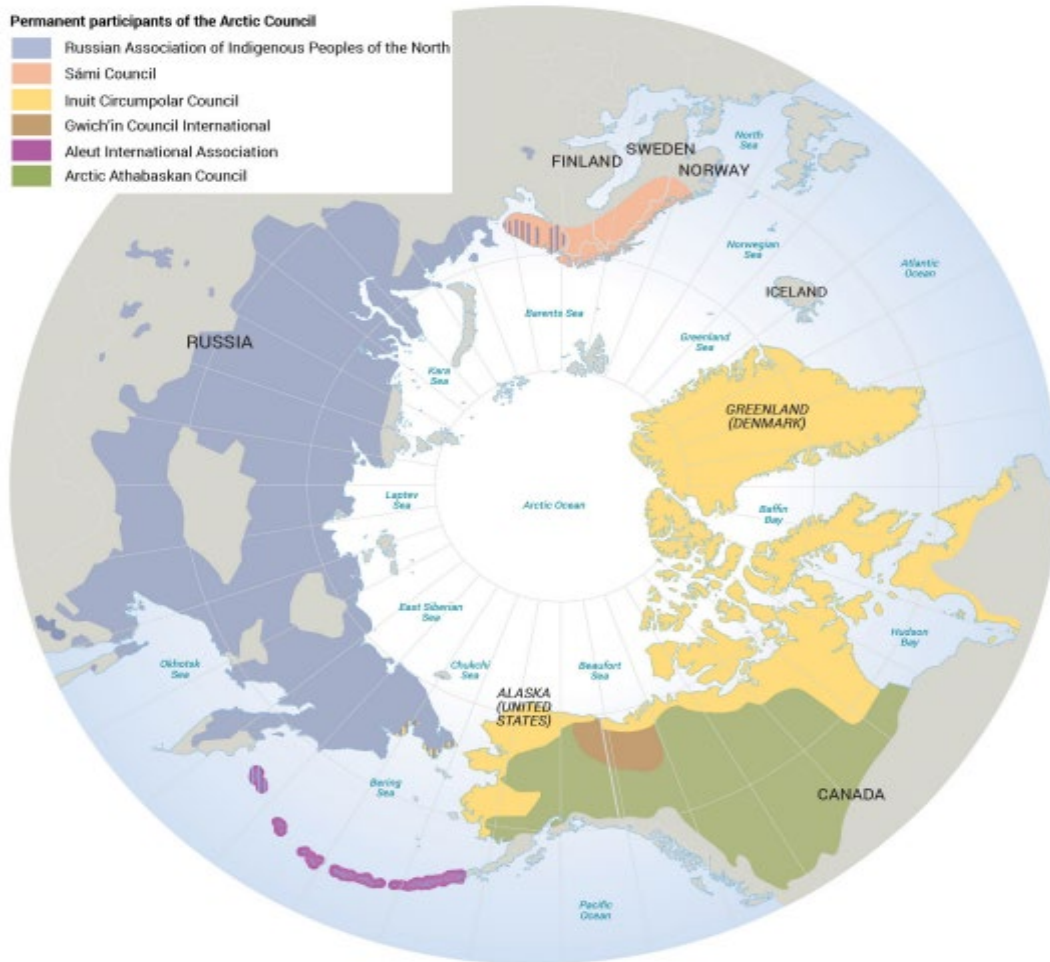 Permanent participants of the Arctic Council
Russian Association of Indigenous Peoples of the North
Sámi Council
Inuit Circumpolar Council
Gwich'in Council International
Aleut International Association
Arctic Athabaskan Council
North
Sea
SWEDEN
FINLAND
NORWAY
Norwegian
Sea
Atlantic
Ocean
ICELAND
Barents Sea
Greenland
Sea
RUSSIA
Kara
Sea
GREENLAND
(DENMARK)
Laptev
Sea
Arctic Ocean
Baffin
Bay
East Siberian
Sea
Hudson
Bay
Okhotsk
Sea
Chukchi
Sea
Beaufort
Sea
ALASKA
(UNITED
STATES)
Bering
Sea
CANADA
Pacific
Ocean